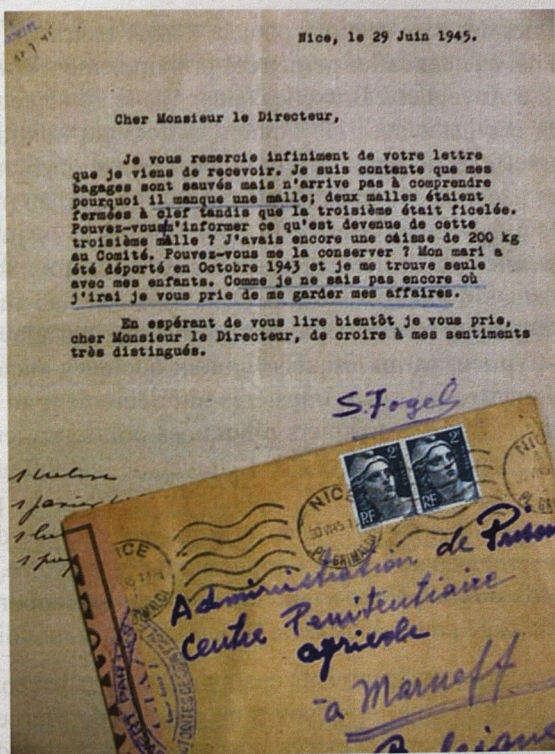 Nice, le 29 Juin 1945.
Cher Monsieur le Directeur,
Je vous remercie infiniment de votre lettre
que je viens de recevoir. Je suis contente que mes
bagages sont sauvés mais n'arrive pas à comprendre
pourquoi il manque une malle; deux malles étaient
fermées à clef tandis que la troisième était ficelée.
Pouvez-vous m'informer ce qu'est devenue de cette
troisième malle ? J'avais encore une caisse de 200 kg
au Comité. Pouvez-vous me la conserver ? Mon mari a
été déporté en Octobre 1943 et je me trouve seule
avec mes enfants. Comme je ne sais pas encore où
j'irai je vous prie de me garder mes affaires.
En espérant de vous lire bientôt je vous prie,
cher Monsieur le Directeur, de croire à mes sentiments
très distingués.
S. Fogel
2
2
RF
RF
NICE
NICE
NIC
Administration de Prison
Centre Penitentiaire
agricole
à Marneff
Belgique